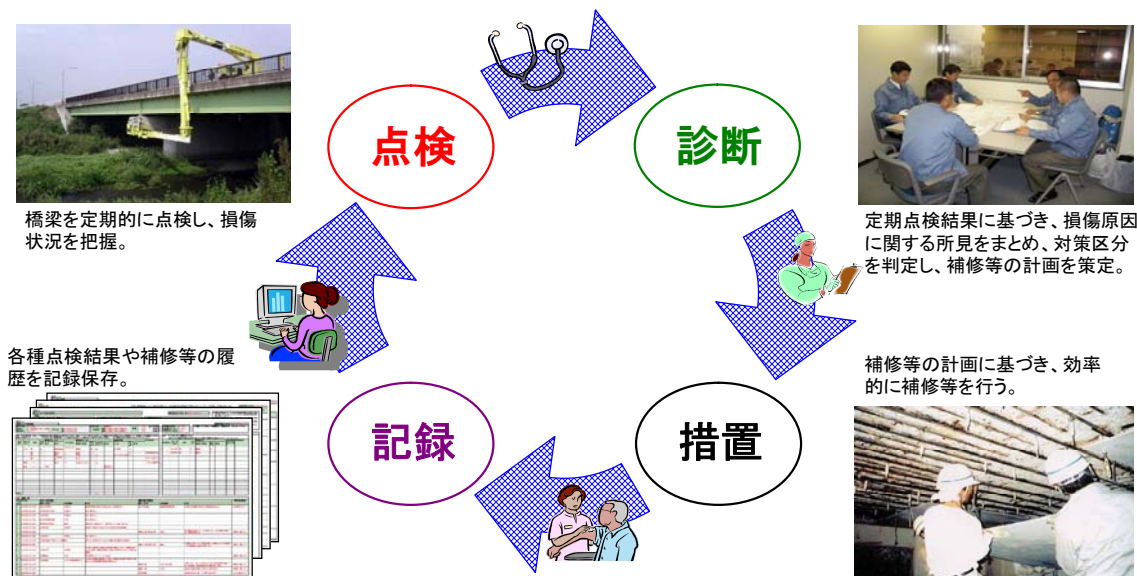 点検
診断
橋梁を定期的に点検し、損傷
状況を把握。
定期点検結果に基づき、損傷原因
に関する所見をまとめ、対策区分
を判定し、補修等の計画を策定。
各種点検結果や補修等の履
歴を記録保存。
補修等の計画に基づき、効率
的に補修等を行う。
記録
措置